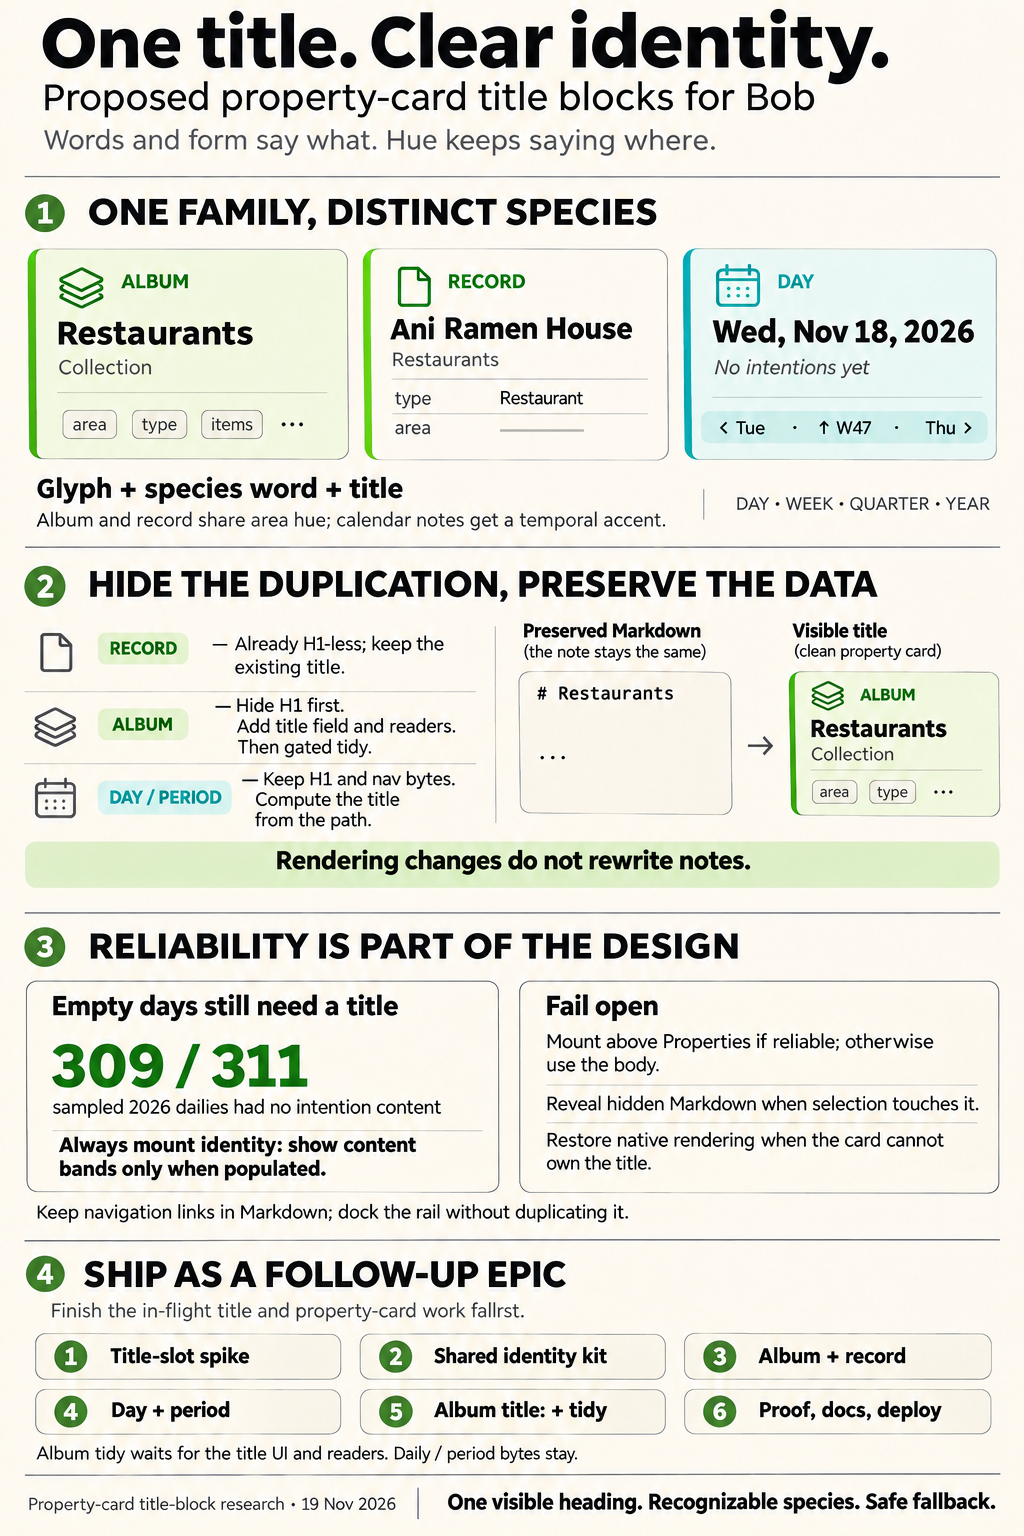 One title. Clear identity.
Proposed property-card title blocks for Bob
Words and form say what. Hue keeps saying where.
1 ONE FAMILY, DISTINCT SPECIES
ALBUM
Restaurants
Collection
area type items ...
RECORD
Ani Ramen House
Restaurants
type Restaurant
area
DAY
Wed, Nov 18, 2026
No intentions yet
< Tue · ↑ W47 · Thu >
Glyph + species word + title
Album and record share area hue; calendar notes get a temporal accent.
DAY • WEEK • QUARTER • YEAR
2 HIDE THE DUPLICATION, PRESERVE THE DATA
RECORD — Already H1-less; keep the
existing title.
ALBUM — Hide H1 first.
Add title field and readers.
Then gated tidy.
DAY / PERIOD — Keep H1 and nav bytes.
Compute the title
from the path.
Preserved Markdown
(the note stays the same)
# Restaurants
...
→
Visible title
(clean property card)
ALBUM
Restaurants
Collection
area type ...
Rendering changes do not rewrite notes.
3 RELIABILITY IS PART OF THE DESIGN
Empty days still need a title
309 / 311
sampled 2026 dailies had no intention content
Always mount identity: show content
bands only when populated.
Fail open
Mount above Properties if reliable; otherwise
use the body.
Reveal hidden Markdown when selection touches it.
Restore native rendering when the card cannot
own the title.
Keep navigation links in Markdown; dock the rail without duplicating it.
4 SHIP AS A FOLLOW-UP EPIC
Finish the in-flight title and property-card work fallrst.
1 Title-slot spike
2 Shared identity kit
3 Album + record
4 Day + period
5 Album title: + tidy
6 Proof, docs, deploy
Album tidy waits for the title UI and readers. Daily / period bytes stay.
Property-card title-block research • 19 Nov 2026
One visible heading. Recognizable species. Safe fallback.